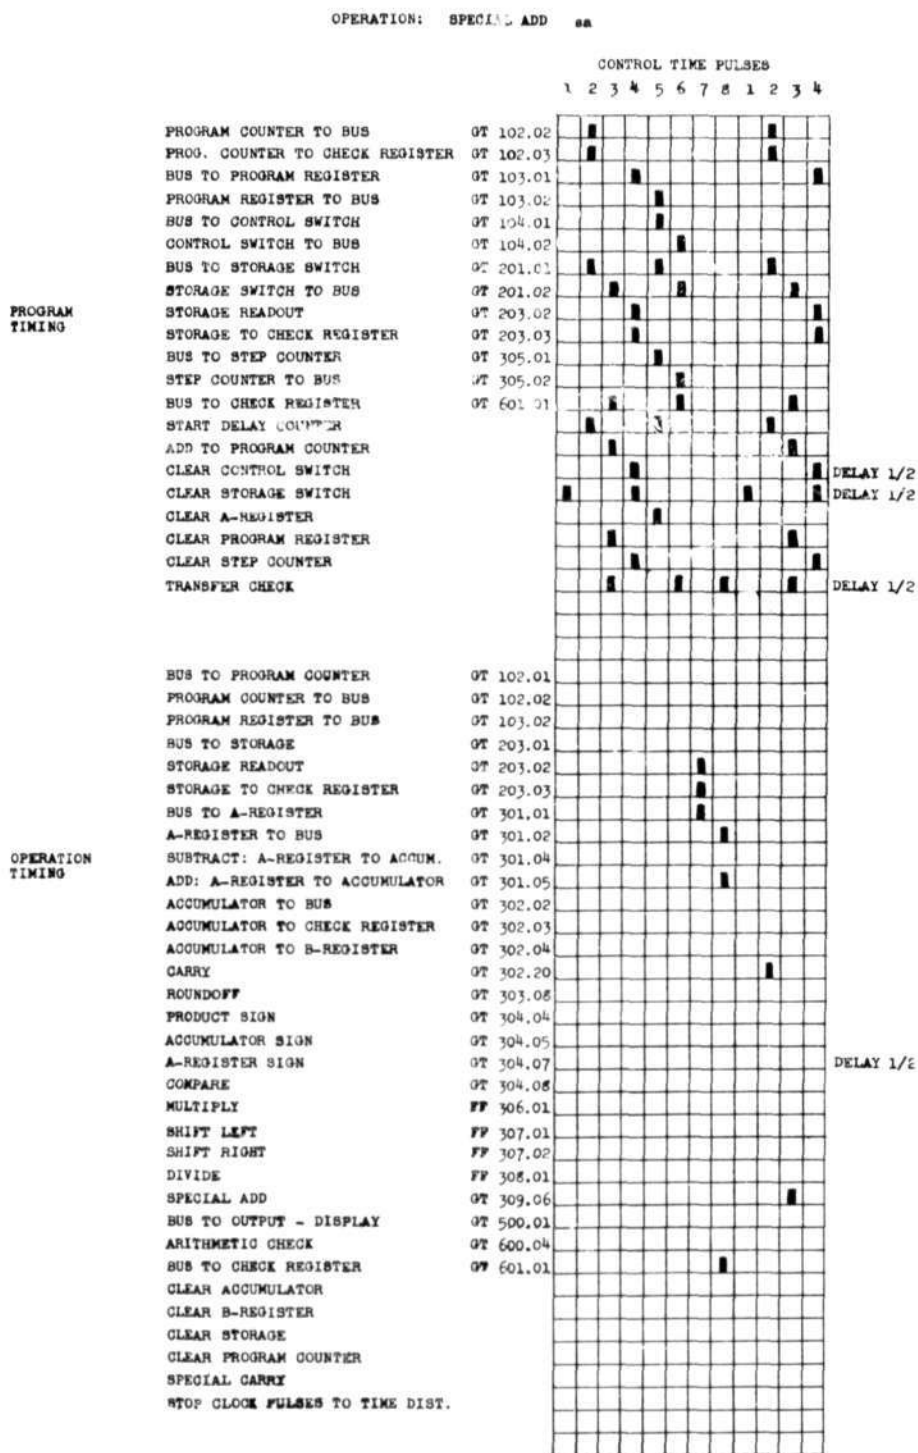 OPERATION: SPECIAL ADD sa
CONTROL TIME PULSES
1 2 3 4 5 6 7 8 1 2 3 4
PROGRAM COUNTER TO BUS GT 102.02
PROG. COUNTER TO CHECK REGISTER GT 102.03
BUS TO PROGRAM REGISTER GT 103.01
PROGRAM REGISTER TO BUS GT 103.02
BUS TO CONTROL SWITCH GT 104.01
CONTROL SWITCH TO BUS GT 104.02
BUS TO STORAGE SWITCH GT 201.01
STORAGE SWITCH TO BUS GT 201.02
PROGRAM TIMING
STORAGE READOUT GT 203.02
STORAGE TO CHECK REGISTER GT 203.03
BUS TO STEP COUNTER GT 305.01
STEP COUNTER TO BUS GT 305.02
BUS TO CHECK REGISTER GT 601.01
START DELAY COUNTER
ADD TO PROGRAM COUNTER
CLEAR CONTROL SWITCH DELAY 1/2
CLEAR STORAGE SWITCH DELAY 1/2
CLEAR A-REGISTER
CLEAR PROGRAM REGISTER
CLEAR STEP COUNTER
TRANSFER CHECK DELAY 1/2
BUS TO PROGRAM COUNTER GT 102.01
PROGRAM COUNTER TO BUS GT 102.02
PROGRAM REGISTER TO BUS GT 103.02
BUS TO STORAGE GT 203.01
STORAGE READOUT GT 203.02
STORAGE TO CHECK REGISTER GT 203.03
BUS TO A-REGISTER GT 301.01
A-REGISTER TO BUS GT 301.02
OPERATION TIMING
SUBTRACT: A-REGISTER TO ACCUM. GT 301.04
ADD: A-REGISTER TO ACCUMULATOR GT 301.05
ACCUMULATOR TO BUS GT 302.02
ACCUMULATOR TO CHECK REGISTER GT 302.03
ACCUMULATOR TO B-REGISTER GT 302.04
CARRY GT 302.20
ROUNDOFF GT 303.08
PRODUCT SIGN GT 304.04
ACCUMULATOR SIGN GT 304.05
A-REGISTER SIGN GT 304.07 DELAY 1/2
COMPARE GT 304.08
MULTIPLY FF 306.01
SHIFT LEFT FF 307.01
SHIFT RIGHT FF 307.02
DIVIDE FF 308.01
SPECIAL ADD GT 309.06
BUS TO OUTPUT - DISPLAY GT 500.01
ARITHMETIC CHECK GT 600.04
BUS TO CHECK REGISTER GT 601.01
CLEAR ACCUMULATOR
CLEAR B-REGISTER
CLEAR STORAGE
CLEAR PROGRAM COUNTER
SPECIAL CARRY
STOP CLOCK PULSES TO TIME DIST.